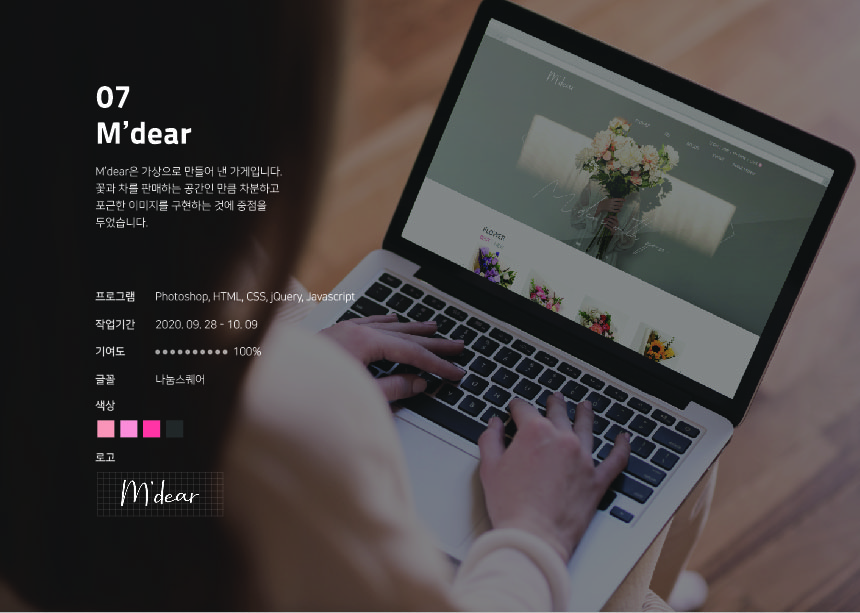 07
M’dear
M’dear은 가상으로 만들어 낸 가게입니다.
꽃과 차를 판매하는 공간인 만큼 차분하고
포근한 이미지를 구현하는 것에 중점을
두었습니다.
프로그램 Photoshop, HTML, CSS, jQuery, Javascript
작업기간 2020. 09. 28 - 10. 09
기여도 100%
글꼴 나눔스퀘어
색상
로고
M'dear
M'dear
FLOWER